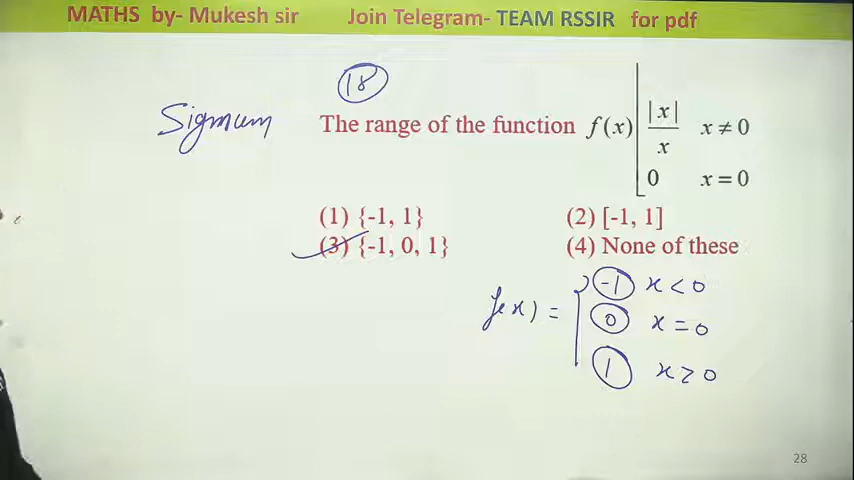 MATHS by- Mukesh sir Join Telegram- TEAM RSSIR for pdf
18
Sigmum
The range of the function f(x) |x|/x x ≠ 0
0 x = 0
(1) {-1, 1} (2) [-1, 1]
(3) {-1, 0, 1} (4) None of these
f(x) = { -1 x < 0
0 x = 0
1 x > 0
28